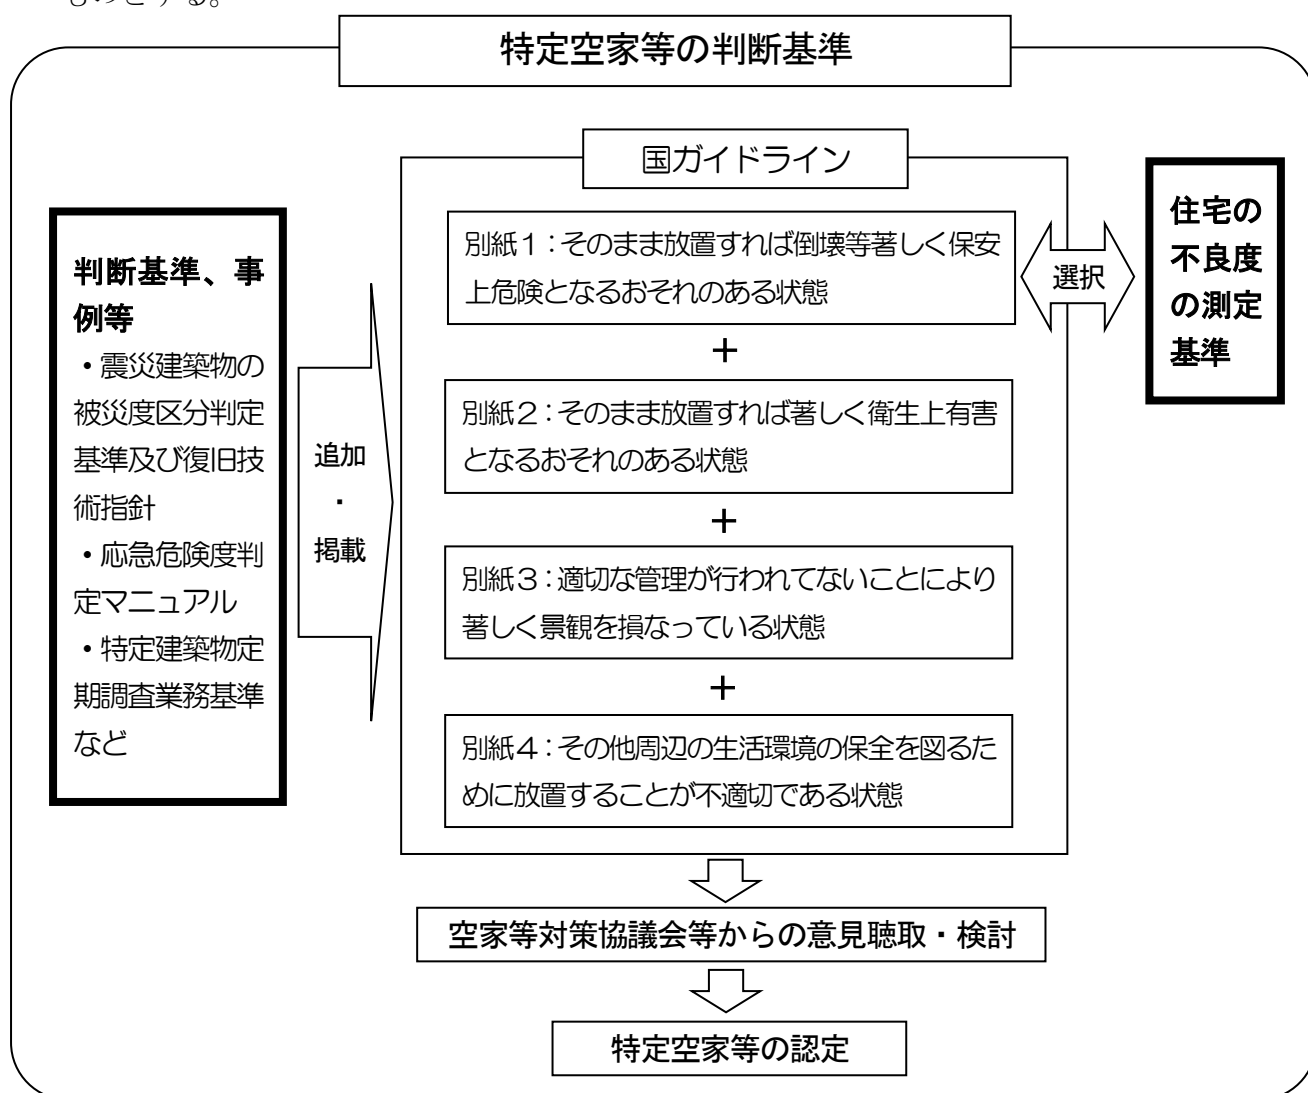 ものとする。
特定空家等の判断基準
国ガイドライン
判断基準、事
例等
・震災建築物の
被災度区分判定
基準及び復旧技
術指針
・応急危険度判
定マニュアル
・特定建築物定
期調査業務基準
など
追加
・
掲載
別紙1：そのまま放置すれば倒壊等著しく保安
上危険となるおそれのある状態
＋
別紙2：そのまま放置すれば著しく衛生上有害
となるおそれのある状態
＋
別紙3：適切な管理が行われてないことにより
著しく景観を損なっている状態
＋
別紙4：その他周辺の生活環境の保全を図るた
めに放置することが不適切である状態
選択
住宅の
不良度
の測定
基準
空家等対策協議会等からの意見聴取・検討
特定空家等の認定